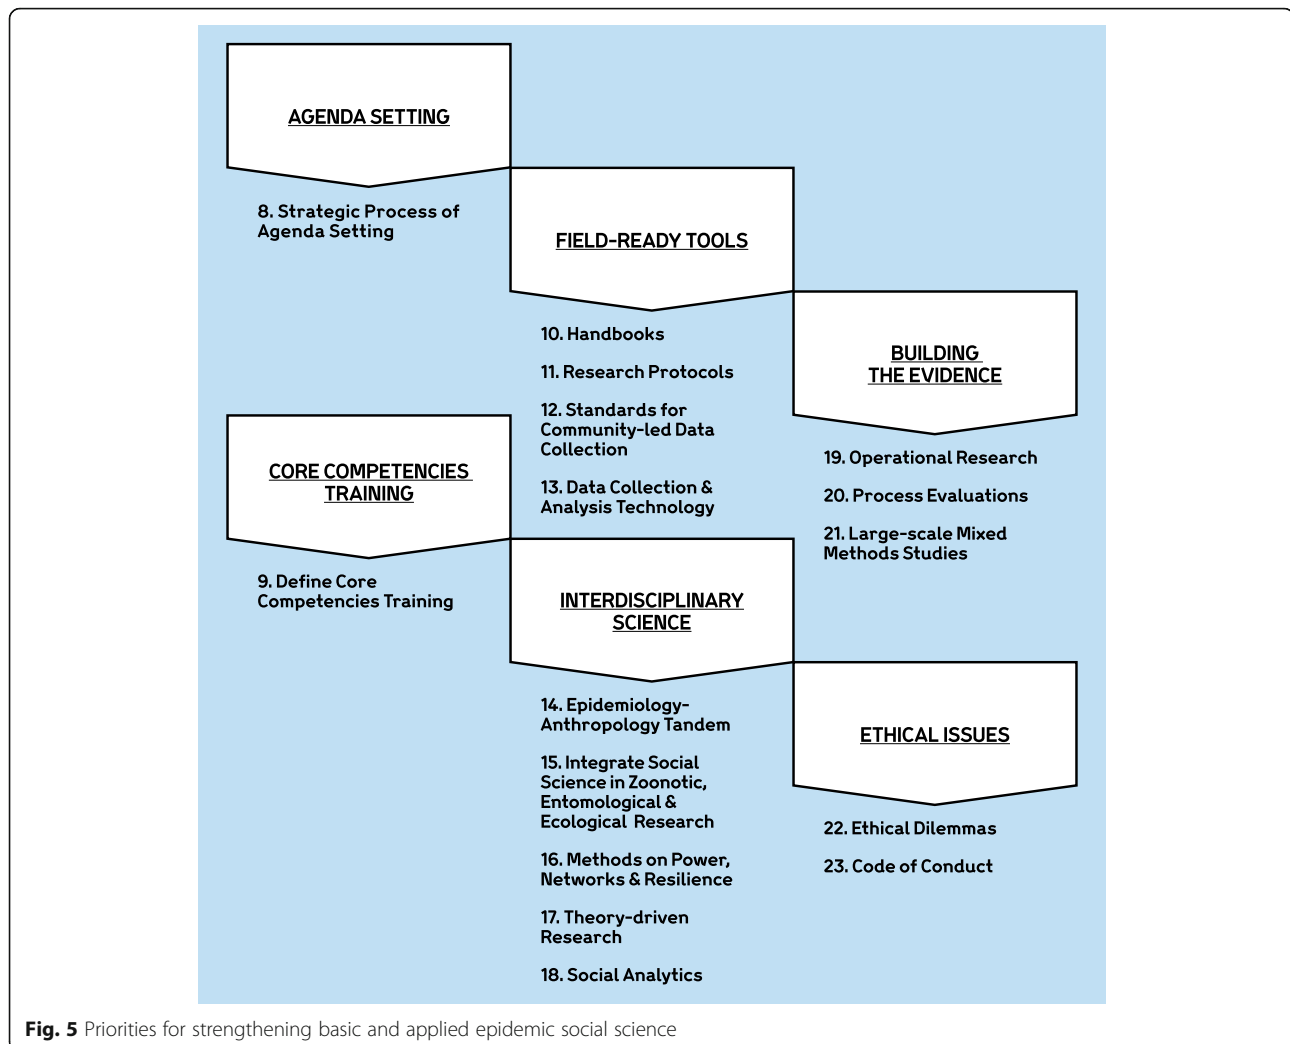 AGENDA SETTING
8. Strategic Process of
Agenda Setting
CORE COMPETENCIES
TRAINING
9. Define Core
Competencies Training
FIELD-READY TOOLS
10. Handbooks
11. Research Protocols
12. Standards for
Community-led Data
Collection
13. Data Collection &
Analysis Technology
INTERDISCIPLINARY
SCIENCE
14. Epidemiology-
Anthropology Tandem
15. Integrate Social
Science in Zoonotic,
Entomological &
Ecological Research
16. Methods on Power,
Networks & Resilience
17. Theory-driven
Research
18. Social Analytics
BUILDING
THE EVIDENCE
19. Operational Research
20. Process Evaluations
21. Large-scale Mixed
Methods Studies
ETHICAL ISSUES
22. Ethical Dilemmas
23. Code of Conduct
Fig. 5 Priorities for strengthening basic and applied epidemic social science